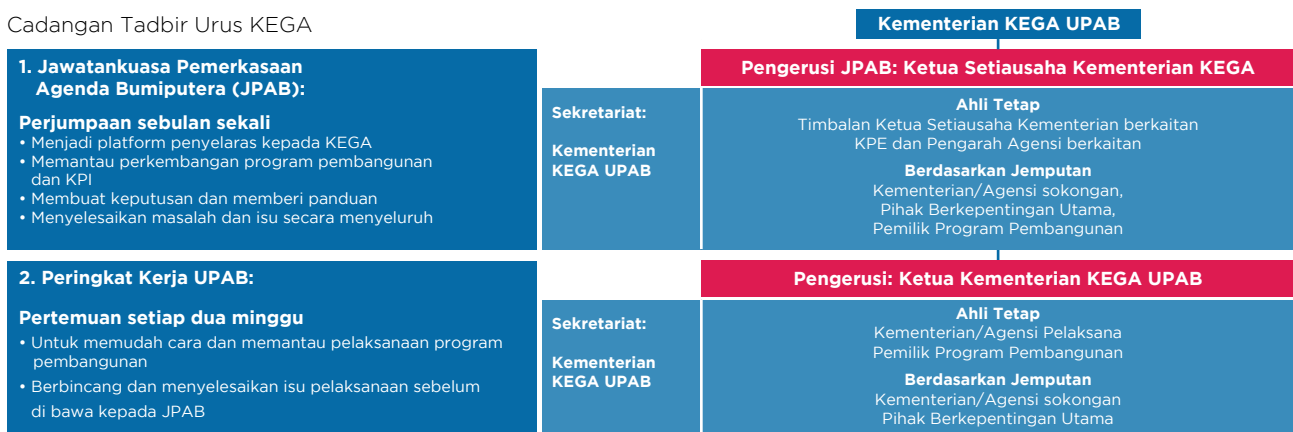 Cadangan Tadbir Urus KEGA
Kementerian KEGA UPAB
1. Jawatankuasa Pemerkasaan
Agenda Bumiputera (JPAB):
Perjumpaan sebulan sekali
• Menjadi platform penyelaras kepada KEGA
• Memantau perkembangan program pembangunan
dan KPI
• Membuat keputusan dan memberi panduan
• Menyelesaikan masalah dan isu secara menyeluruh
Sekretariat:
Kementerian
KEGA UPAB
Pengerusi JPAB: Ketua Setiausaha Kementerian KEGA
Ahli Tetap
Timbalan Ketua Setiausaha Kementerian berkaitan
KPE dan Pengarah Agensi berkaitan
Berdasarkan Jemputan
Kementerian/Agensi sokongan,
Pihak Berkepentingan Utama,
Pemilik Program Pembangunan
2. Peringkat Kerja UPAB:
Pertemuan setiap dua minggu
• Untuk memudah cara dan memantau pelaksanaan program
pembangunan
• Berbincang dan menyelesaikan isu pelaksanaan sebelum
di bawa kepada JPAB
Sekretariat:
Kementerian
KEGA UPAB
Pengerusi: Ketua Kementerian KEGA UPAB
Ahli Tetap
Kementerian/Agensi Pelaksana
Pemilik Program Pembangunan
Berdasarkan Jemputan
Kementerian/Agensi sokongan
Pihak Berkepentingan Utama